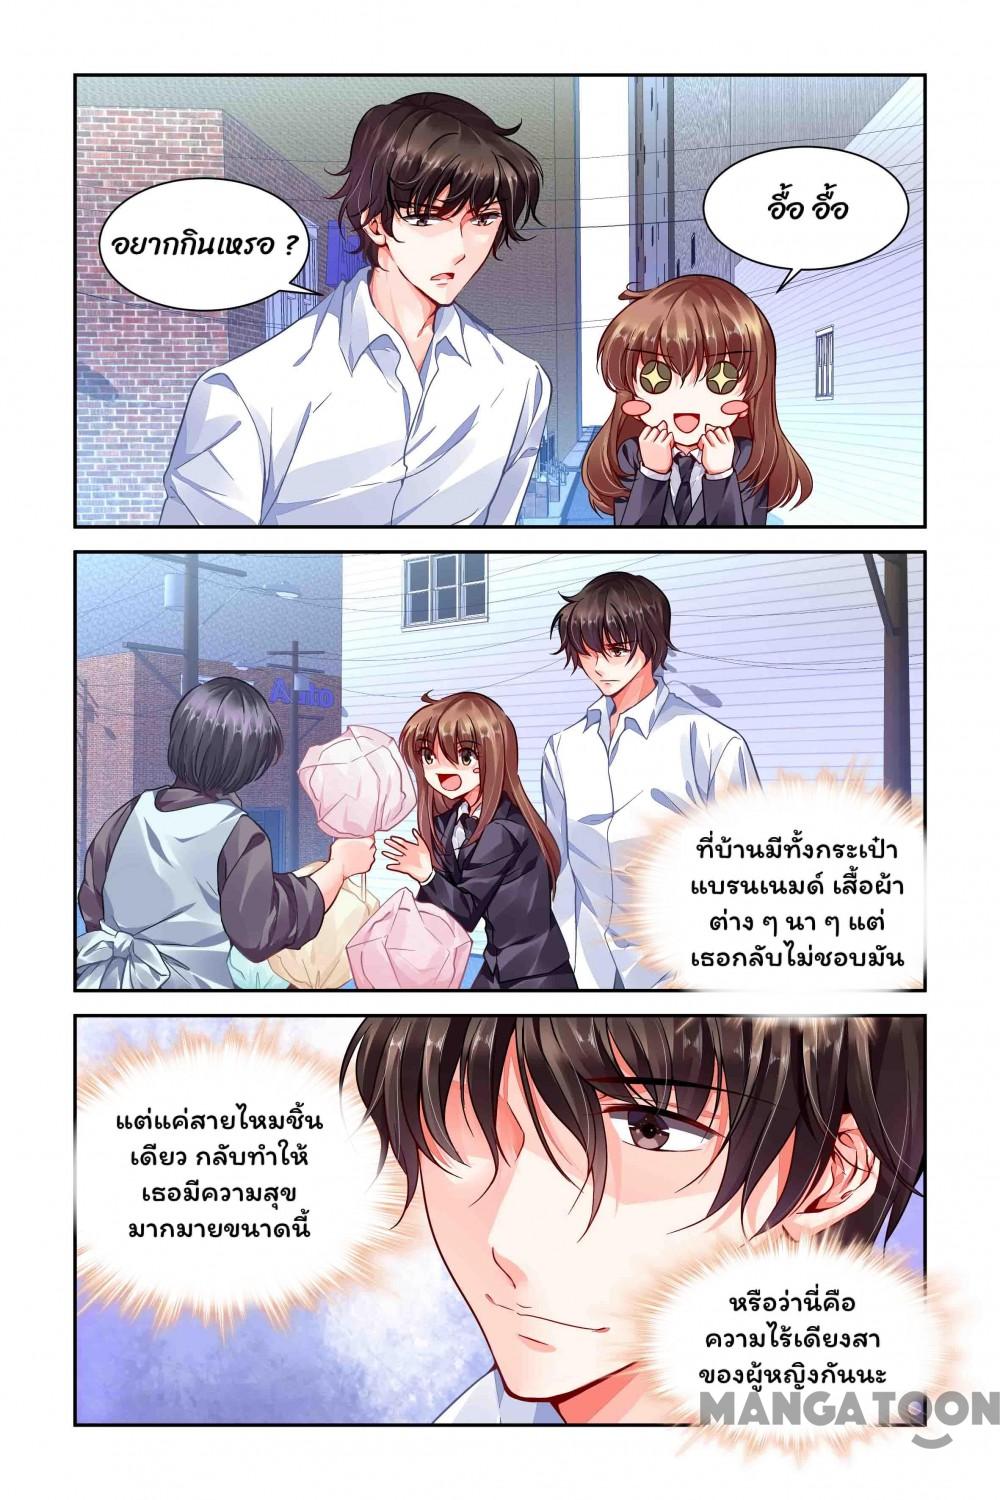 อยากกินเหรอ ?
อื้อ อื้อ
Auto
ที่บ้านมีทั้งกระเป๋า
แบรนเนมด์ เสื้อผ้า
ต่าง ๆ นา ๆ แต่
เธอกลับไม่ชอบมัน
แต่แค่สายไหมชิ้น
เดียว กลับทำให้
เธอมีความสุข
มากมายขนาดนี้
หรือว่านี่คือ
ความไร้เดียงสา
ของผู้หญิงกันนะ
MANGATOON